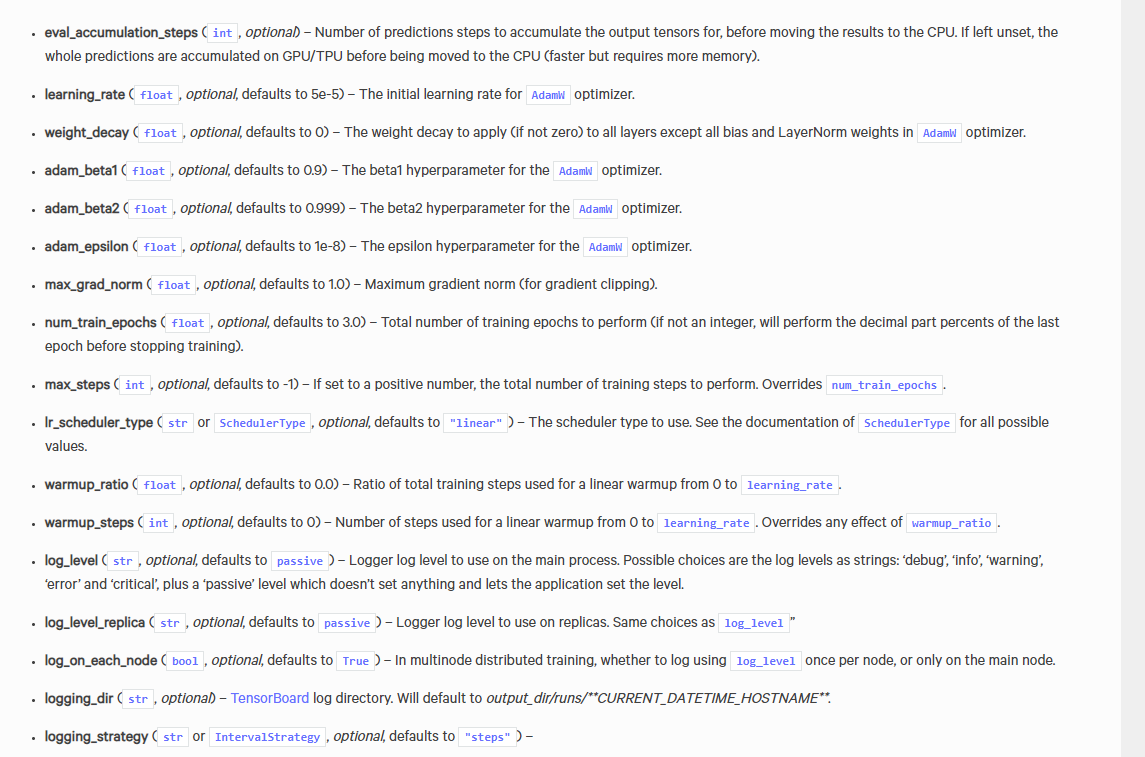 • eval_accumulation_steps (int, optional) – Number of predictions steps to accumulate the output tensors for, before moving the results to the CPU. If left unset, the
whole predictions are accumulated on GPU/TPU before being moved to the CPU (faster but requires more memory).
• learning_rate (float, optional, defaults to 5e-5) – The initial learning rate for AdamW optimizer.
• weight_decay (float, optional, defaults to 0) – The weight decay to apply (if not zero) to all layers except all bias and LayerNorm weights in AdamW optimizer.
• adam_beta1 (float, optional, defaults to 0.9) – The beta1 hyperparameter for the AdamW optimizer.
• adam_beta2 (float, optional, defaults to 0.999) – The beta2 hyperparameter for the AdamW optimizer.
• adam_epsilon (float, optional, defaults to 1e-8) – The epsilon hyperparameter for the AdamW optimizer.
• max_grad_norm (float, optional, defaults to 1.0) – Maximum gradient norm (for gradient clipping).
• num_train_epochs (float, optional, defaults to 3.0) – Total number of training epochs to perform (if not an integer, will perform the decimal part percents of the last
epoch before stopping training).
• max_steps (int, optional, defaults to -1) – If set to a positive number, the total number of training steps to perform. Overrides num_train_epochs.
• lr_scheduler_type (str or SchedulerType, optional, defaults to "linear") – The scheduler type to use. See the documentation of SchedulerType for all possible
values.
• warmup_ratio (float, optional, defaults to 0.0) – Ratio of total training steps used for a linear warmup from 0 to learning_rate.
• warmup_steps (int, optional, defaults to 0) – Number of steps used for a linear warmup from 0 to learning_rate. Overrides any effect of warmup_ratio.
• log_level (str, optional, defaults to passive) – Logger log level to use on the main process. Possible choices are the log levels as strings: ‘debug’, ‘info’, ‘warning’,
‘error’ and ‘critical’, plus a ‘passive’ level which doesn’t set anything and lets the application set the level.
• log_level_replica (str, optional, defaults to passive) – Logger log level to use on replicas. Same choices as log_level”
• log_on_each_node (bool, optional, defaults to True) – In multinode distributed training, whether to log using log_level once per node, or only on the main node.
• logging_dir (str, optional) – TensorBoard log directory. Will default to output_dir/runs/**CURRENT_DATETIME_HOSTNAME**.
• logging_strategy (str or IntervalStrategy, optional, defaults to "steps") –